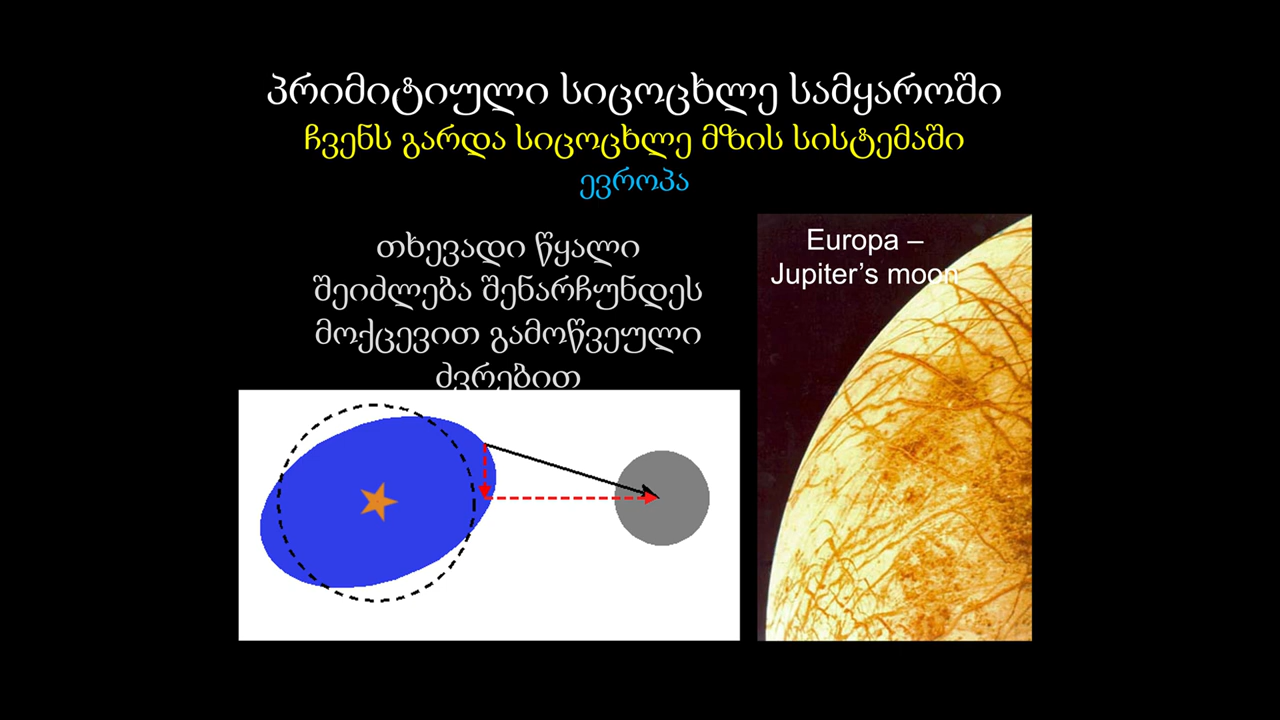 პრიმიტიული სიცოცხლე სამყაროში
ჩვენს გარდა სიცოცხლე მზის სისტემაში
ევროპა
თხევადი წყალი
შეიძლება შენარჩუნდეს
მოქცევით გამოწვეული
ძვრებით
Europa –
Jupiter’s moon